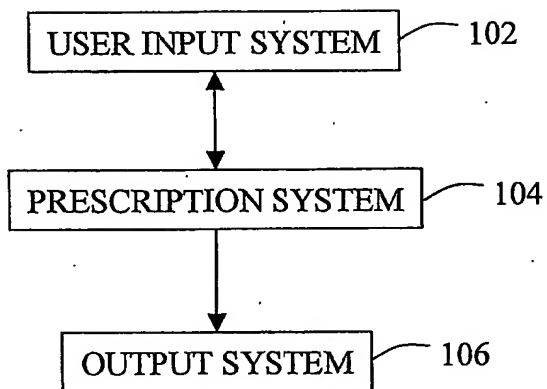 USER INPUT SYSTEM 102
PRESCRIPTION SYSTEM 104
OUTPUT SYSTEM 106